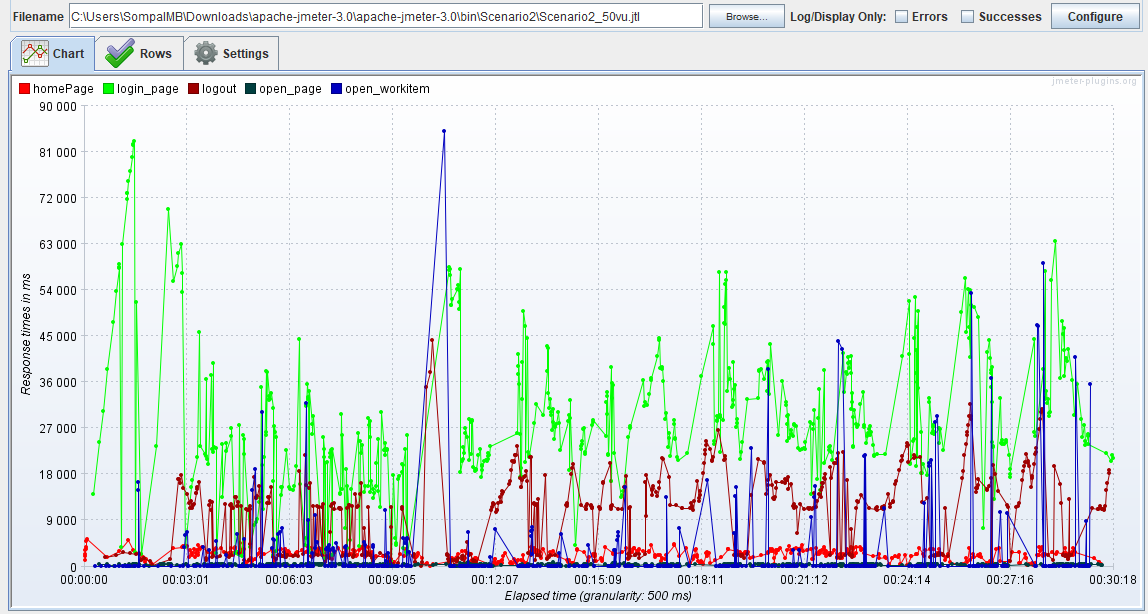 Filename C:\Users\SompalMB\Downloads\apache-jmeter-3.0\apache-jmeter-3.0\bin\Scenario2\Scenario2_50vu.jtl Browse... Log/Display Only: Errors Successes Configure
Chart Rows Settings
jmeter-plugins.org
homePage login_page logout open_page open_workitem
90 000
81 000
72 000
63 000
54 000
45 000
36 000
27 000
18 000
9 000
0
Response times in ms
00:00:00 00:03:01 00:06:03 00:09:05 00:12:07 00:15:09 00:18:11 00:21:12 00:24:14 00:27:16 00:30:18
Elapsed time (granularity: 500 ms)